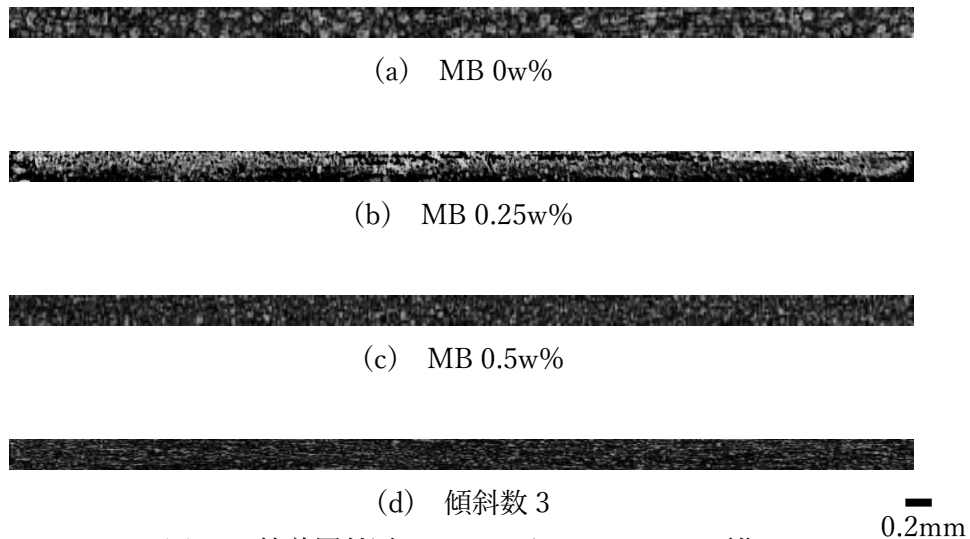 (a) MB 0w%
(b) MB 0.25w%
(c) MB 0.5w%
(d) 傾斜数 3
0.2mm